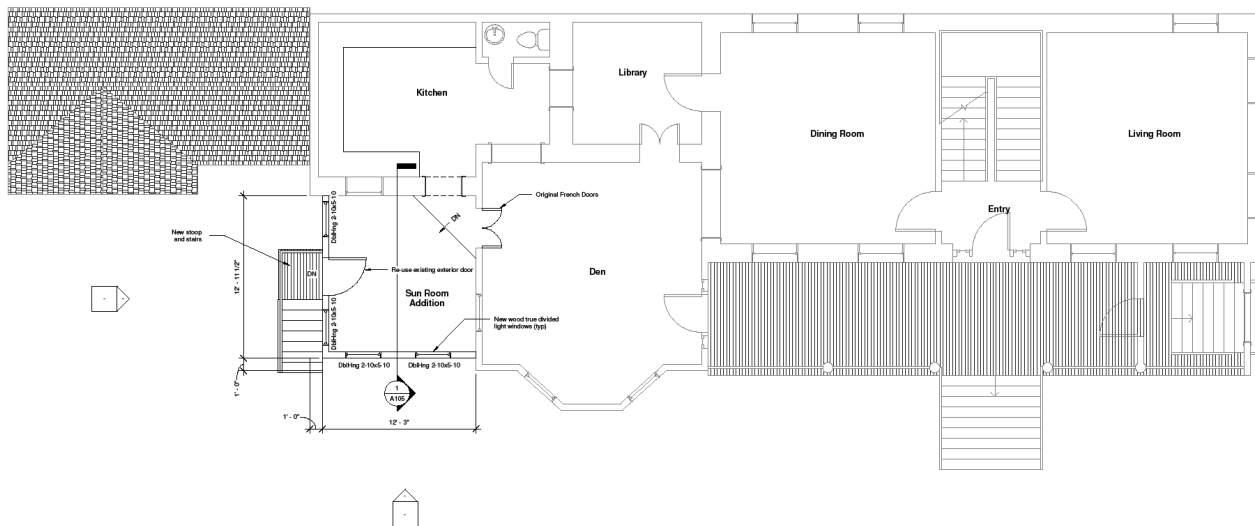 Kitchen
Library
Dining Room
Living Room
Entry
Original French Doors
DN
DblHng 2-10x5-10
New stoop
and stairs
DN
12' - 11 1/2"
Re-use existing exterior door
Den
Sun Room
Addition
DblHng 2-10x5-10
New wood true divided
light windows (typ)
DblHng 2-10x5-10
DblHng 2-10x5-10
1' - 0"
1
A105
1' - 0"
12' - 3"